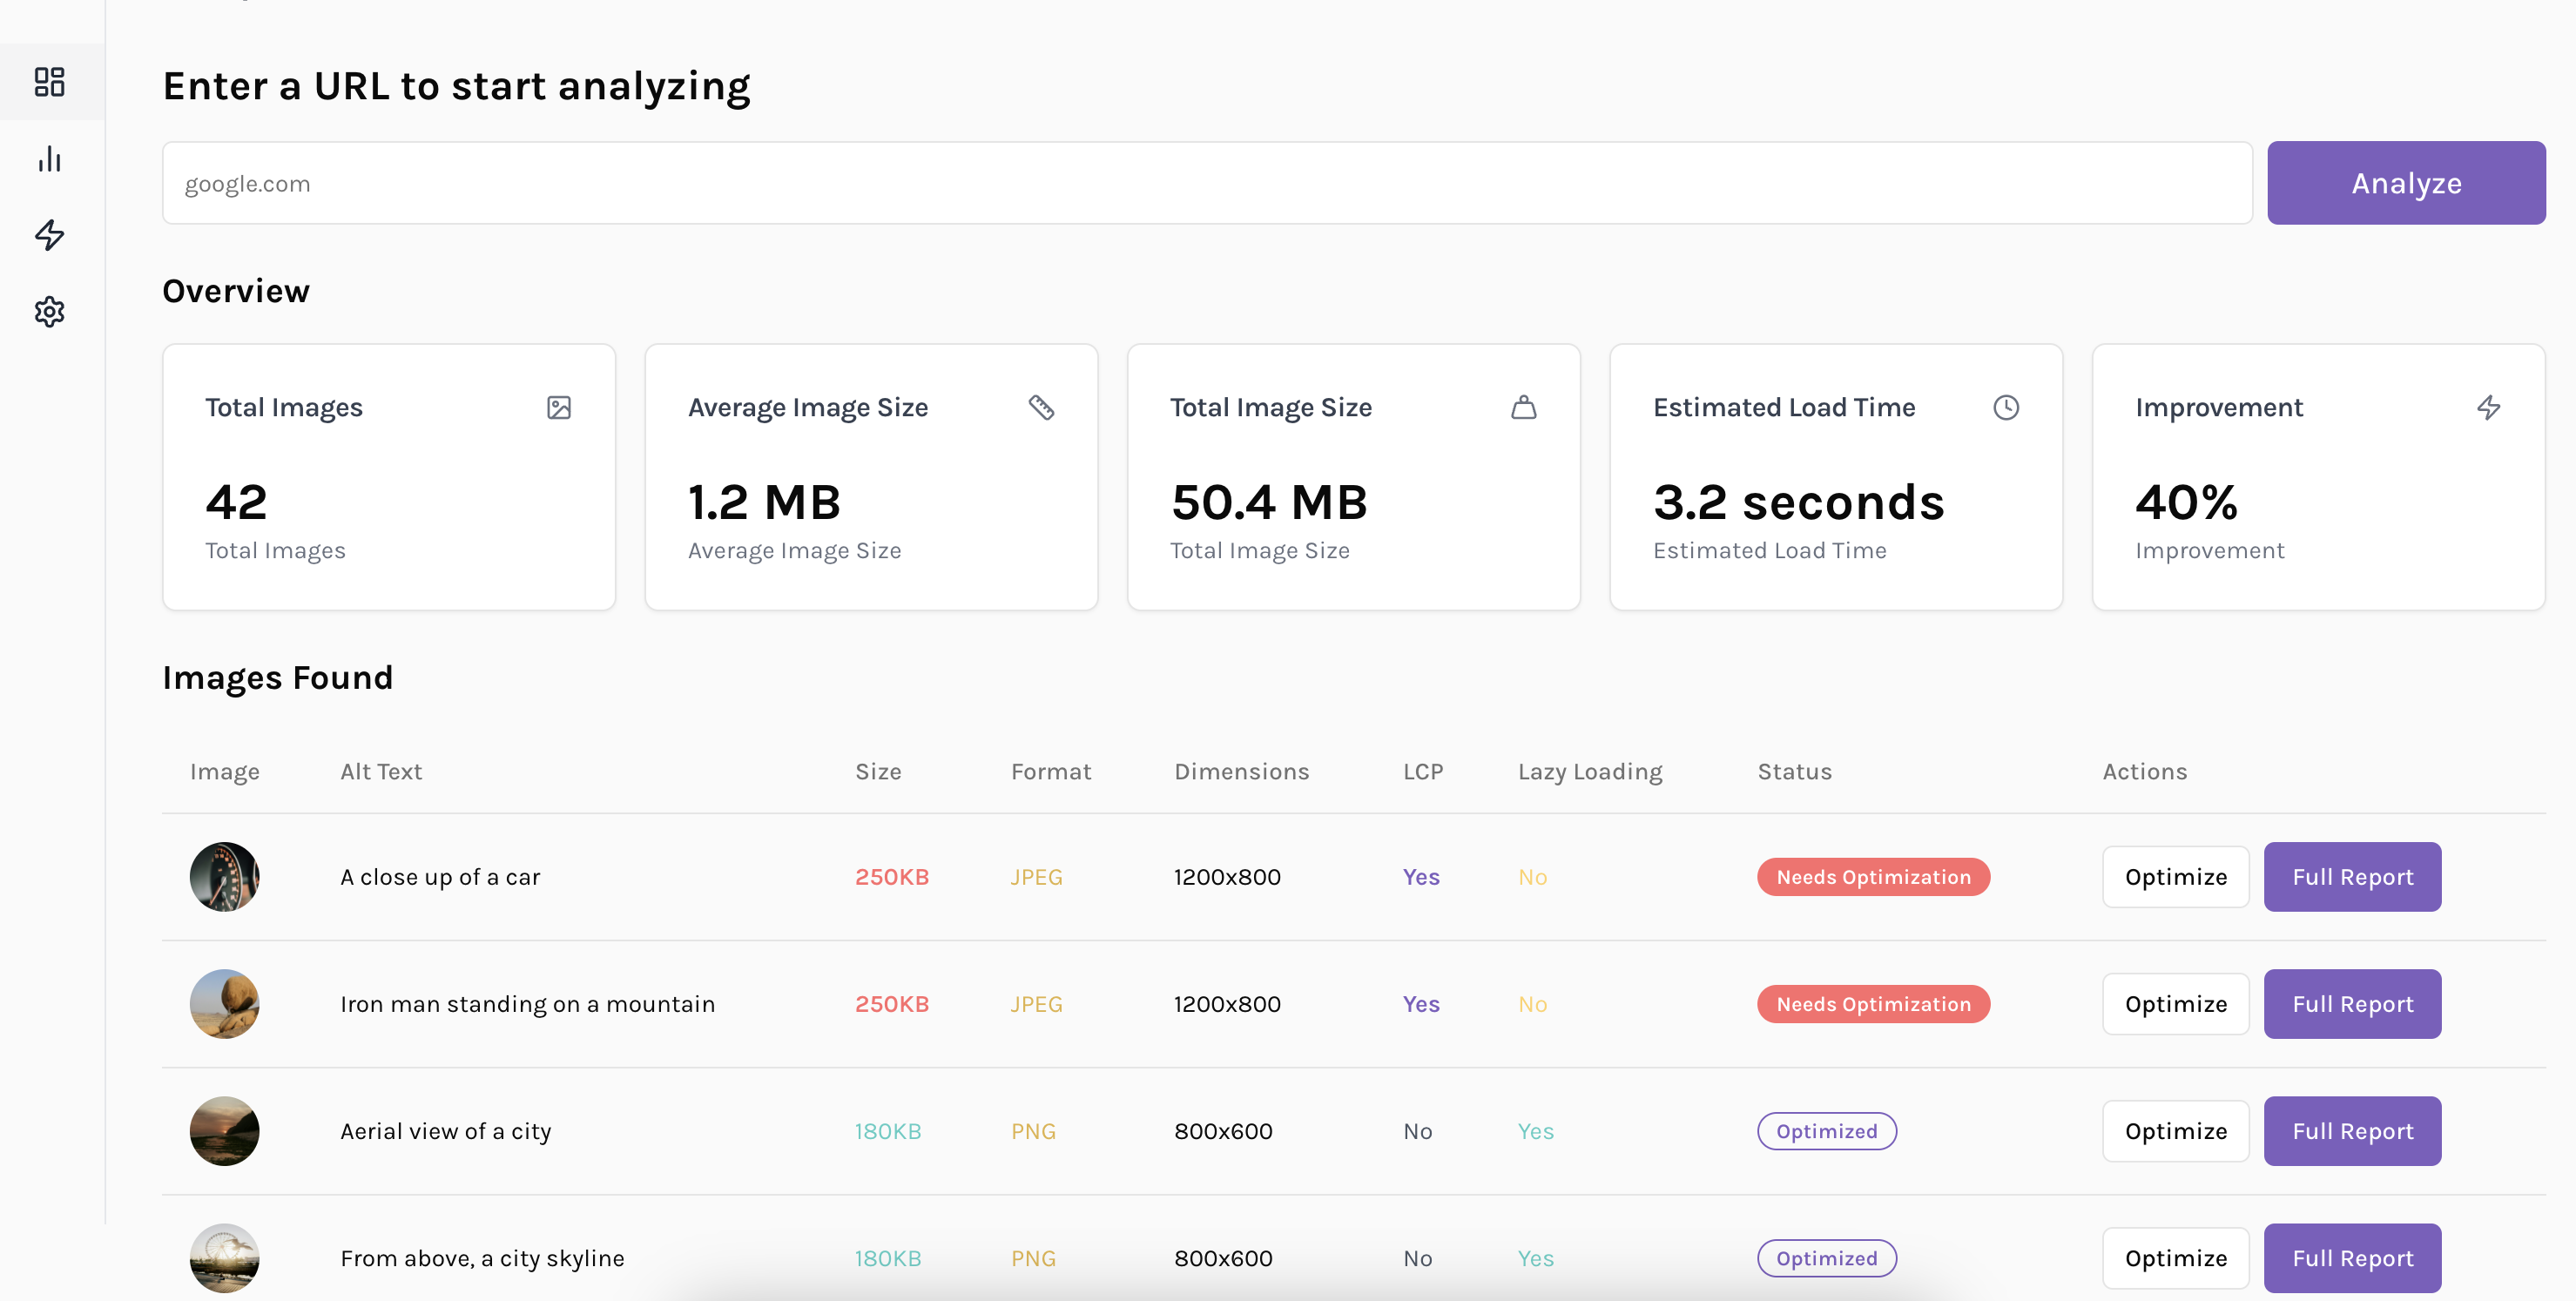 Enter a URL to start analyzing
google.com
Analyze
Overview
Total Images
42
Total Images
Average Image Size
1.2 MB
Average Image Size
Total Image Size
50.4 MB
Total Image Size
Estimated Load Time
3.2 seconds
Estimated Load Time
Improvement
40%
Improvement
Images Found
Image Alt Text Size Format Dimensions LCP Lazy Loading Status Actions
A close up of a car 250KB JPEG 1200x800 Yes No Needs Optimization Optimize Full Report
Iron man standing on a mountain 250KB JPEG 1200x800 Yes No Needs Optimization Optimize Full Report
Aerial view of a city 180KB PNG 800x600 No Yes Optimized Optimize Full Report
From above, a city skyline 180KB PNG 800x600 No Yes Optimized Optimize Full Report